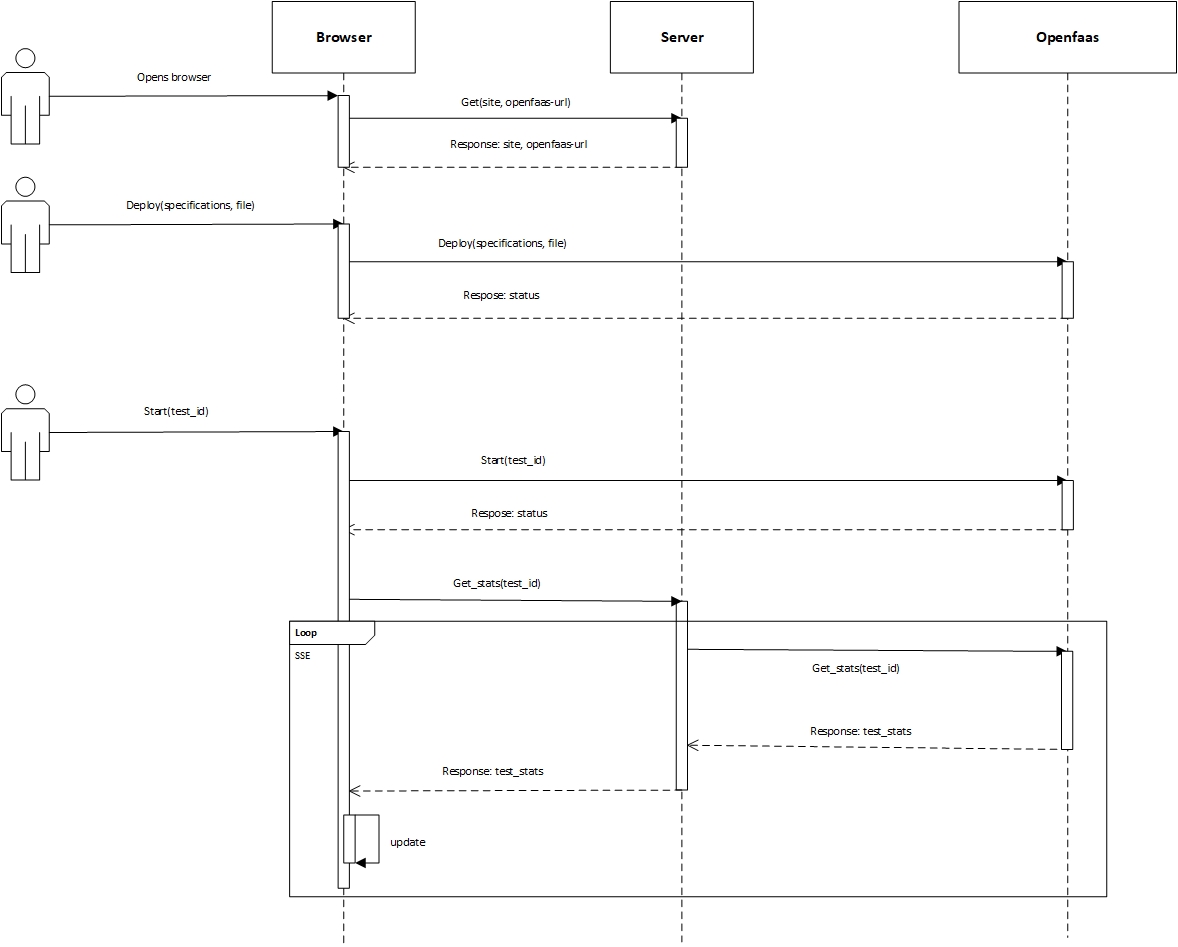 Browser
Server
Openfaas
Opens browser
Get(site, openfaas-url)
Response: site, openfaas-url
Deploy(specifications, file)
Deploy(specifications, file)
Respose: status
Start(test_id)
Start(test_id)
Respose: status
Get_stats(test_id)
Loop
SSE
Get_stats(test_id)
Response: test_stats
Response: test_stats
update